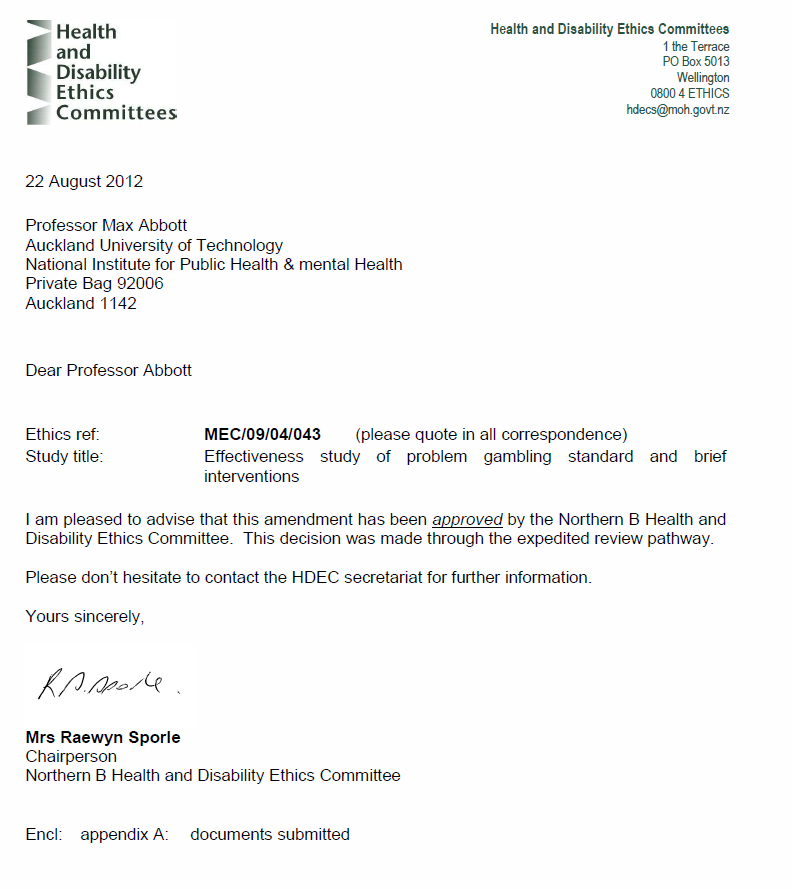 Health
and
Disability
Ethics
Committees
Health and Disability Ethics Committees
1 the Terrace
PO Box 5013
Wellington
0800 4 ETHICS
hdecs@moh.govt.nz
22 August 2012
Professor Max Abbott
Auckland University of Technology
National Institute for Public Health & mental Health
Private Bag 92006
Auckland 1142
Dear Professor Abbott
Ethics ref: MEC/09/04/043 (please quote in all correspondence)
Study title: Effectiveness study of problem gambling standard and brief
interventions
I am pleased to advise that this amendment has been approved by the Northern B Health and
Disability Ethics Committee. This decision was made through the expedited review pathway.
Please don't hesitate to contact the HDEC secretariat for further information.
Yours sincerely,
R A. Sporle.
Mrs Raewyn Sporle
Chairperson
Northern B Health and Disability Ethics Committee
Encl: appendix A: documents submitted